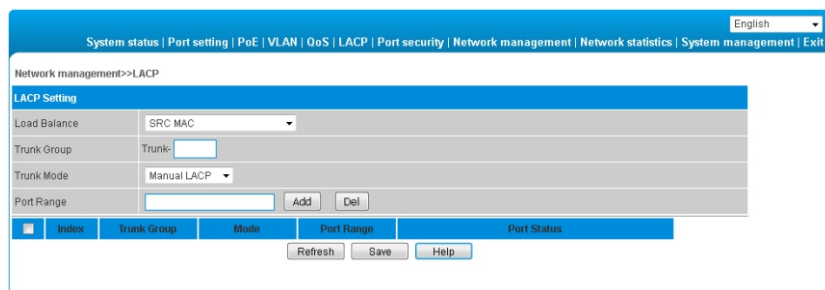 English
System status | Port setting | PoE | VLAN | QoS | LACP | Port security | Network management | Network statistics | System management | Exit
Network management>>LACP
LACP Setting
Load Balance SRC MAC
Trunk Group Trunk-
Trunk Mode Manual LACP
Port Range Add Del
Index Trunk Group Mode Port Range Port Status
Refresh Save Help